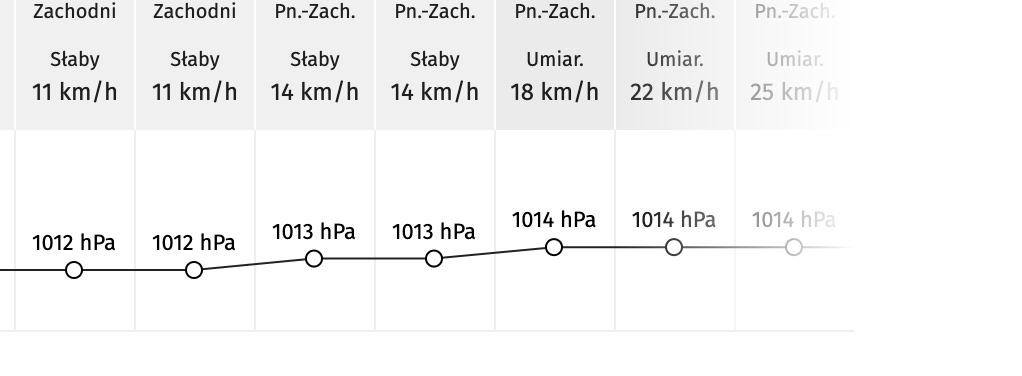 Zachodni Zachodni Pn.-Zach. Pn.-Zach. Pn.-Zach. Pn.-Zach. Pn.-Zach.
Słaby Słaby Słaby Słaby Umiar. Umiar. Umiar.
11 km/h 11 km/h 14 km/h 14 km/h 18 km/h 22 km/h 25 km/h
1012 hPa 1012 hPa 1013 hPa 1013 hPa 1014 hPa 1014 hPa 1014 hPa